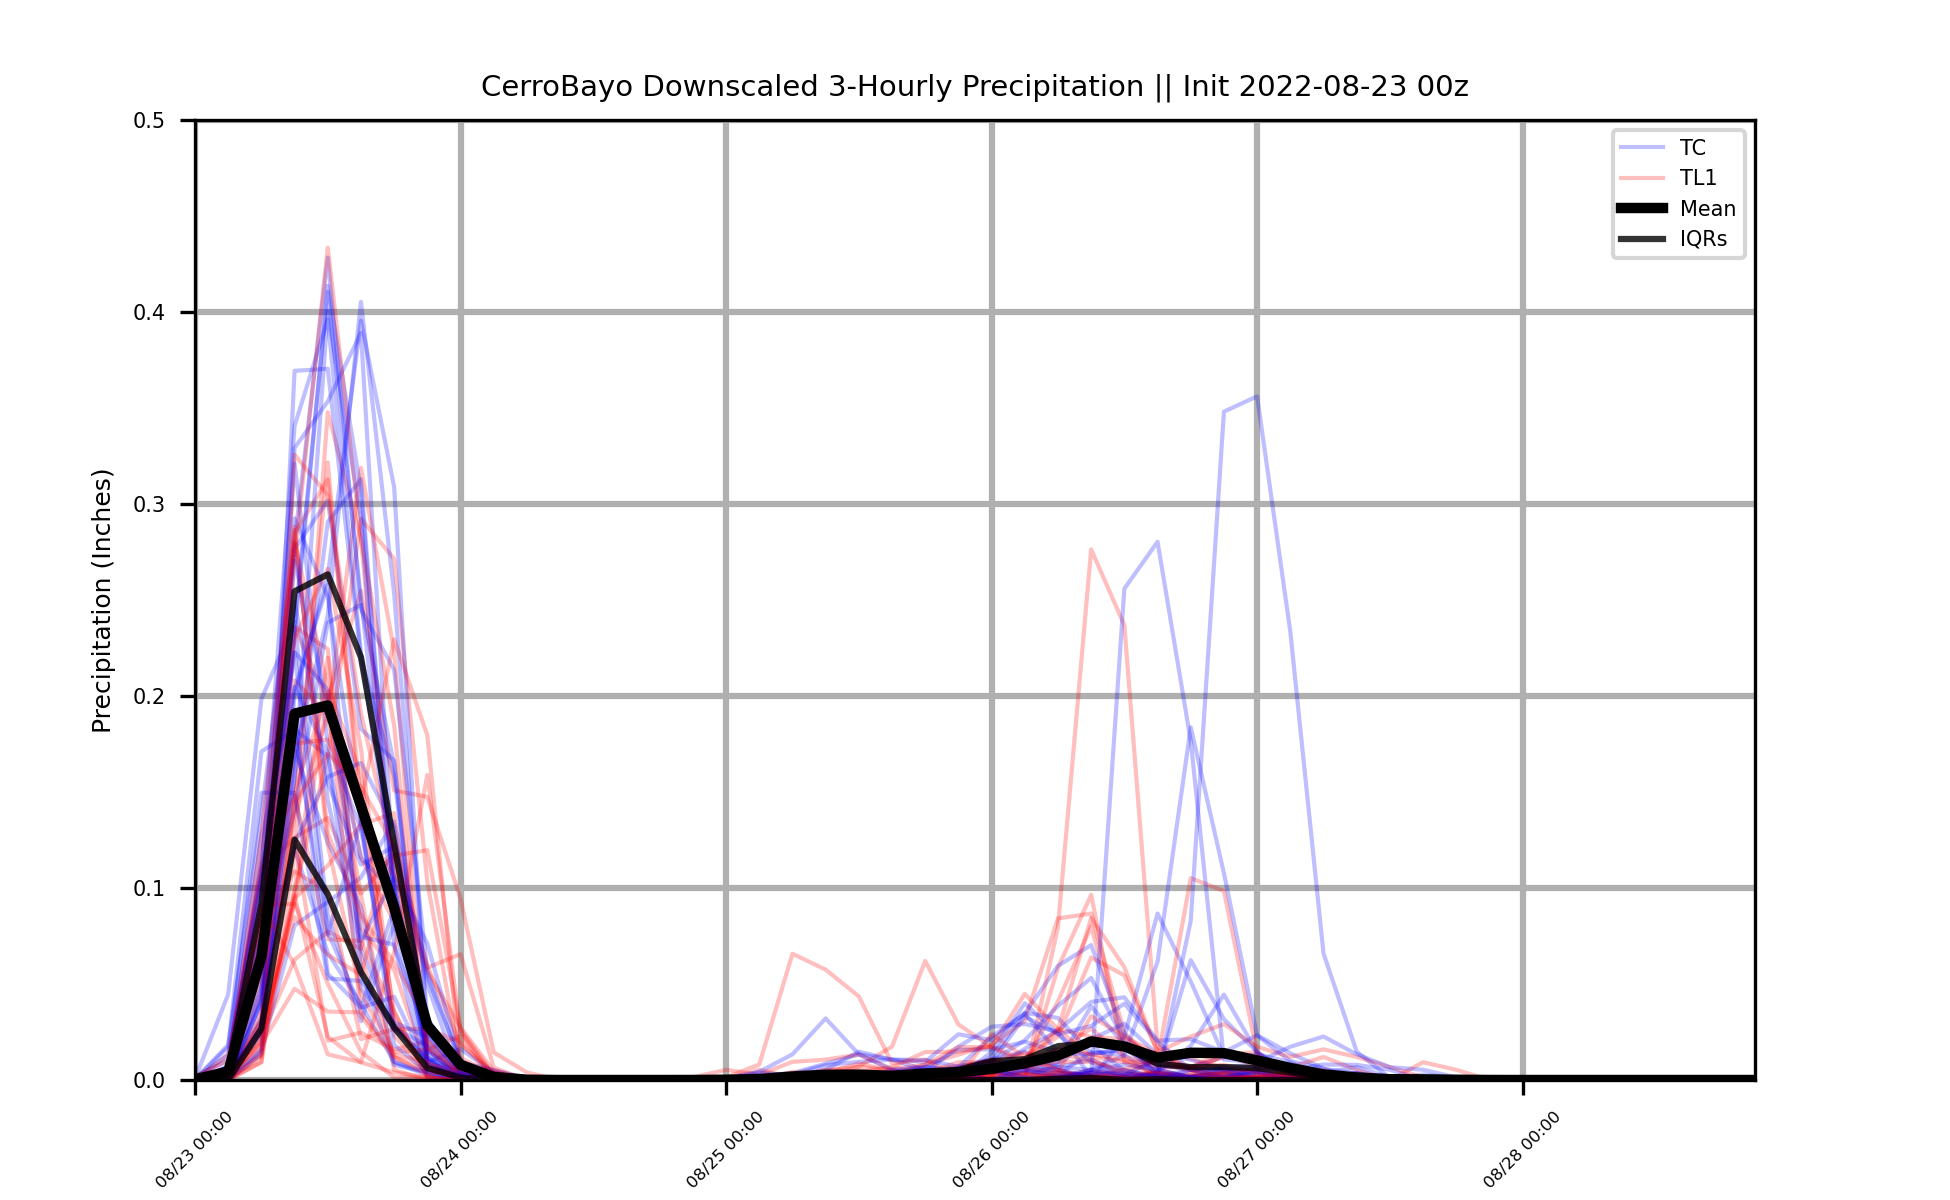 CerroBayo Downscaled 3-Hourly Precipitation || Init 2022-08-23 00z
TC
TL1
Mean
IQRs
Precipitation (Inches)
0.5
0.4
0.3
0.2
0.1
0.0
08/23 00:00
08/24 00:00
08/25 00:00
08/26 00:00
08/27 00:00
08/28 00:00